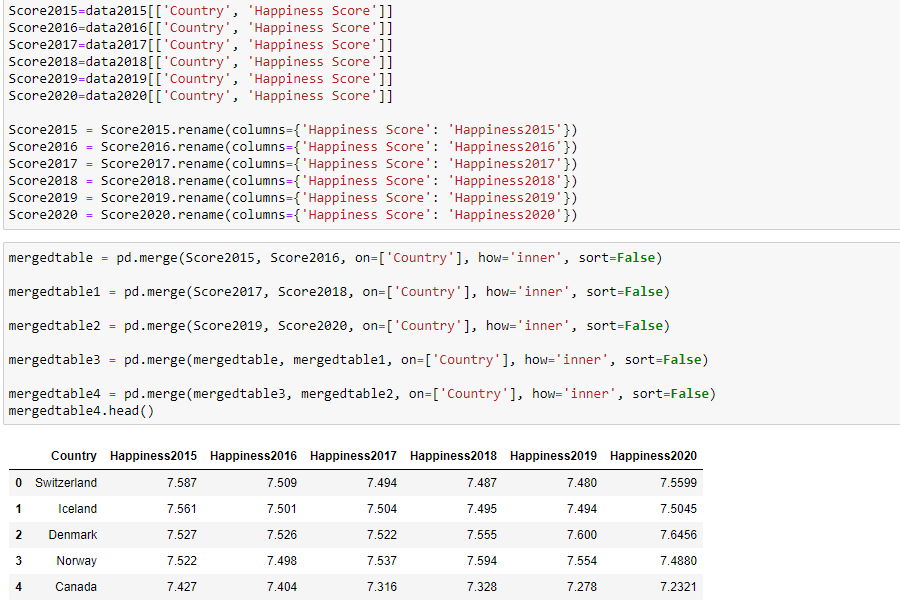 Score2015=data2015[['Country', 'Happiness Score']]
Score2016=data2016[['Country', 'Happiness Score']]
Score2017=data2017[['Country', 'Happiness Score']]
Score2018=data2018[['Country', 'Happiness Score']]
Score2019=data2019[['Country', 'Happiness Score']]
Score2020=data2020[['Country', 'Happiness Score']]
Score2015 = Score2015.rename(columns={'Happiness Score': 'Happiness2015'})
Score2016 = Score2016.rename(columns={'Happiness Score': 'Happiness2016'})
Score2017 = Score2017.rename(columns={'Happiness Score': 'Happiness2017'})
Score2018 = Score2018.rename(columns={'Happiness Score': 'Happiness2018'})
Score2019 = Score2019.rename(columns={'Happiness Score': 'Happiness2019'})
Score2020 = Score2020.rename(columns={'Happiness Score': 'Happiness2020'})
mergedtable = pd.merge(Score2015, Score2016, on=['Country'], how='inner', sort=False)
mergedtable1 = pd.merge(Score2017, Score2018, on=['Country'], how='inner', sort=False)
mergedtable2 = pd.merge(Score2019, Score2020, on=['Country'], how='inner', sort=False)
mergedtable3 = pd.merge(mergedtable, mergedtable1, on=['Country'], how='inner', sort=False)
mergedtable4 = pd.merge(mergedtable3, mergedtable2, on=['Country'], how='inner', sort=False)
mergedtable4.head()
Country Happiness2015 Happiness2016 Happiness2017 Happiness2018 Happiness2019 Happiness2020
0 Switzerland 7.587 7.509 7.494 7.487 7.480 7.5599
1 Iceland 7.561 7.501 7.504 7.495 7.494 7.5045
2 Denmark 7.527 7.526 7.522 7.555 7.600 7.6456
3 Norway 7.522 7.498 7.537 7.594 7.554 7.4880
4 Canada 7.427 7.404 7.316 7.328 7.278 7.2321